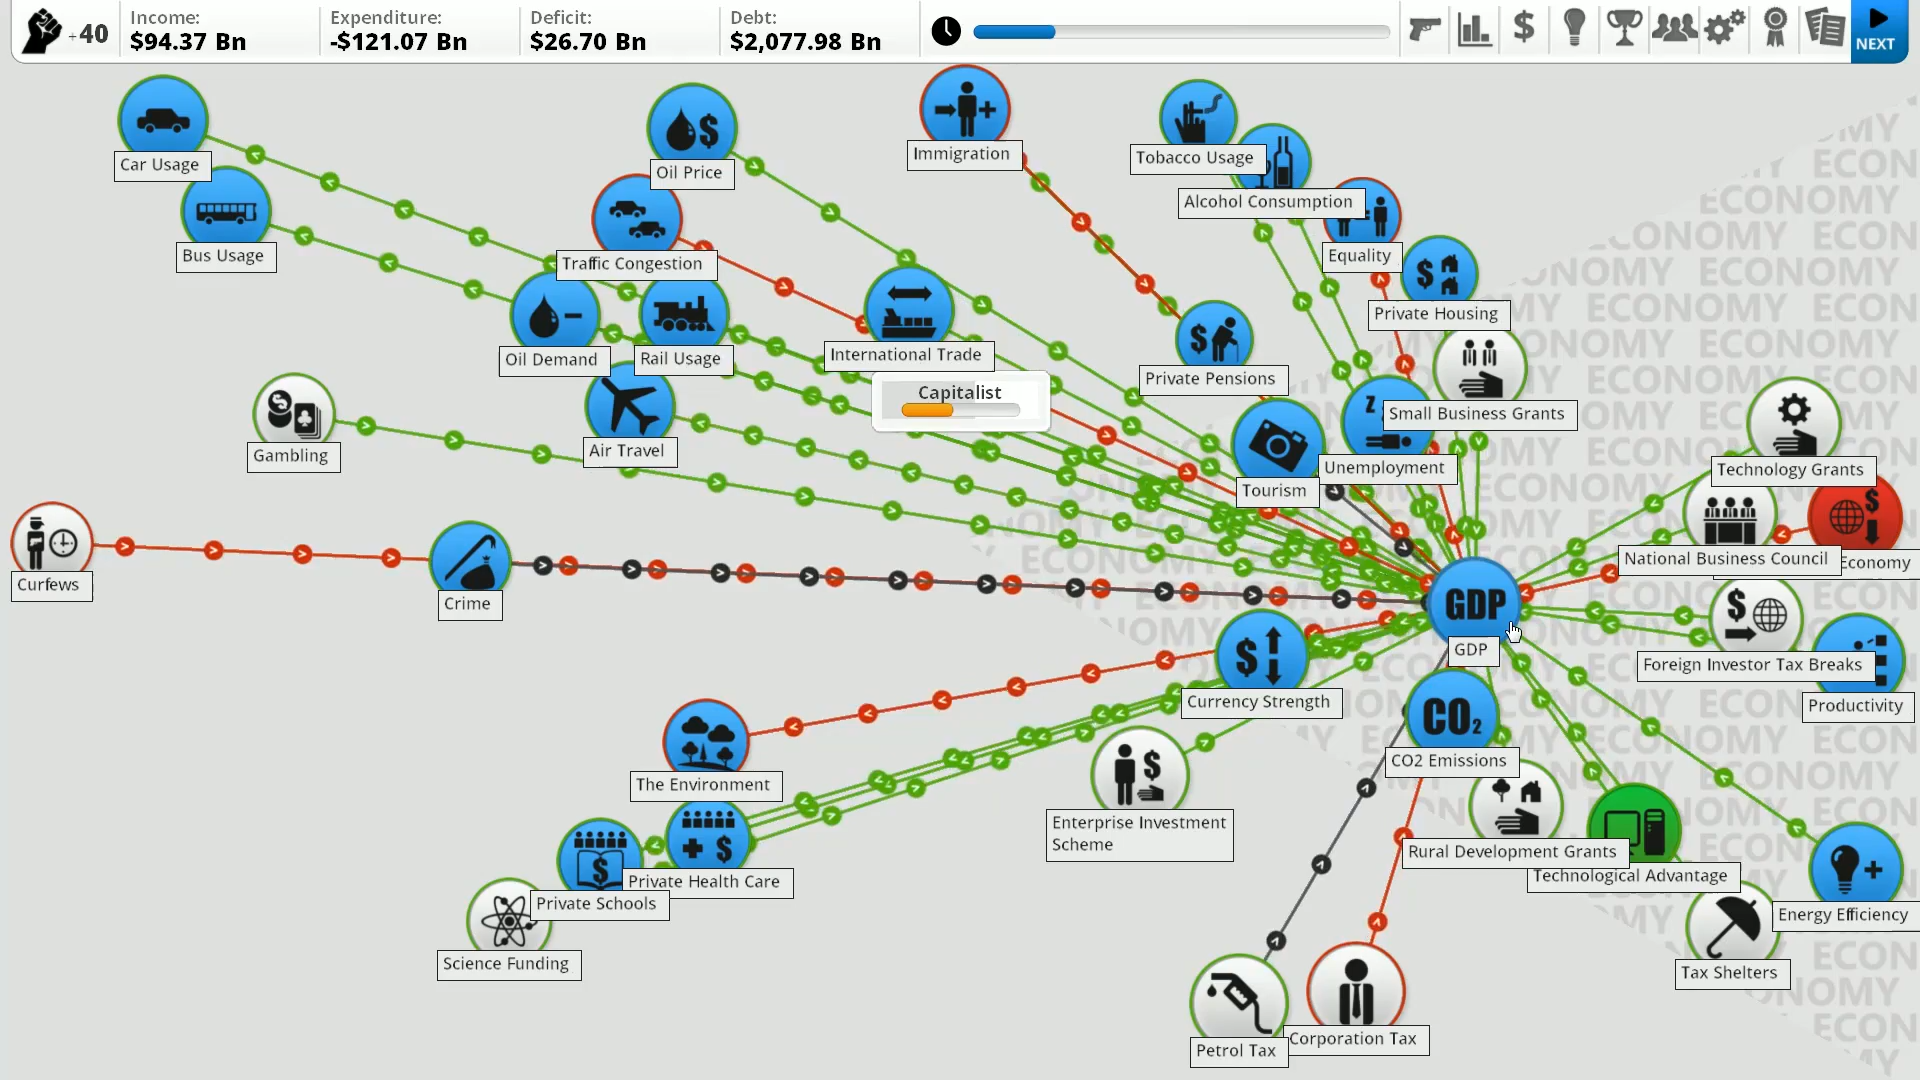 +40
Income:
$94.37 Bn
Expenditure:
-$121.07 Bn
Deficit:
$26.70 Bn
Debt:
$2,077.98 Bn
NEXT
Car Usage
Oil Price
Immigration
Tobacco Usage
Alcohol Consumption
Bus Usage
Traffic Congestion
Equality
Private Housing
Oil Demand
Rail Usage
International Trade
Private Pensions
Capitalist
Small Business Grants
Gambling
Air Travel
Tourism
Unemployment
Technology Grants
National Business Council
Economy
Curfews
Crime
GDP
GDP
Foreign Investor Tax Breaks
Productivity
Currency Strength
The Environment
CO2
CO2 Emissions
Enterprise Investment
Scheme
Rural Development Grants
Technological Advantage
Private Health Care
Private Schools
Energy Efficiency
Science Funding
Tax Shelters
Petrol Tax
Corporation Tax
ECONOMY